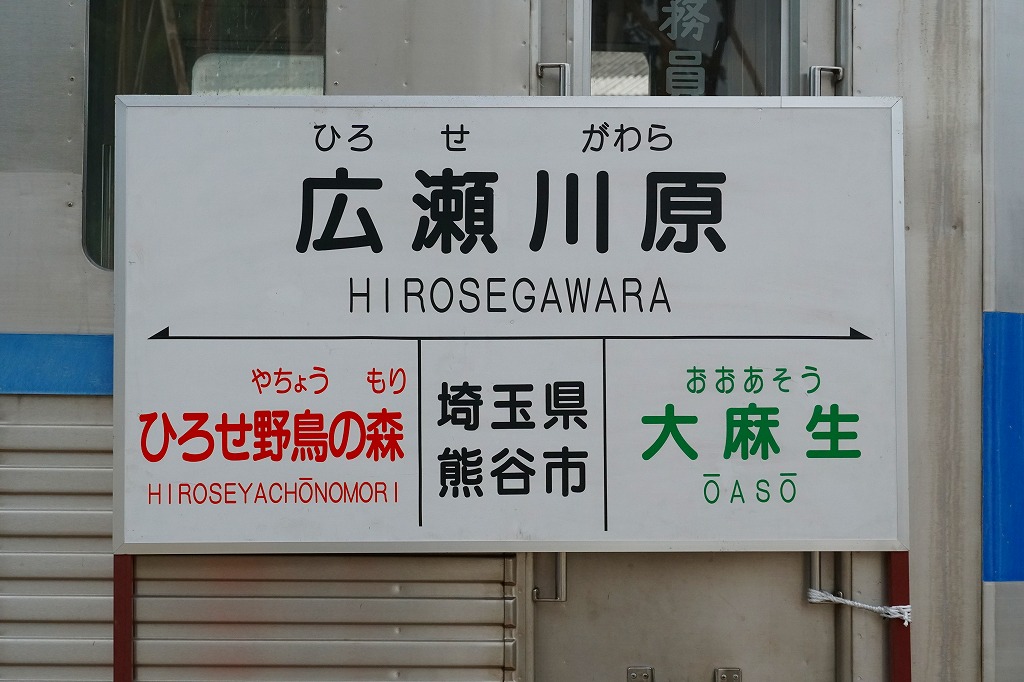 務員
ひろ せ がわら
広瀬川原
HIROSEGAWARA
やちょう もり
ひろせ野鳥の森
HIROSEYACHŌNOMORI
埼玉県
熊谷市
おおあそう
大麻生
ŌASŌ